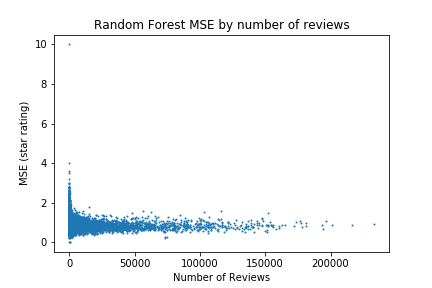 Random Forest MSE by number of reviews
10
8
6
4
2
0
MSE (star rating)
0 50000 100000 150000 200000
Number of Reviews